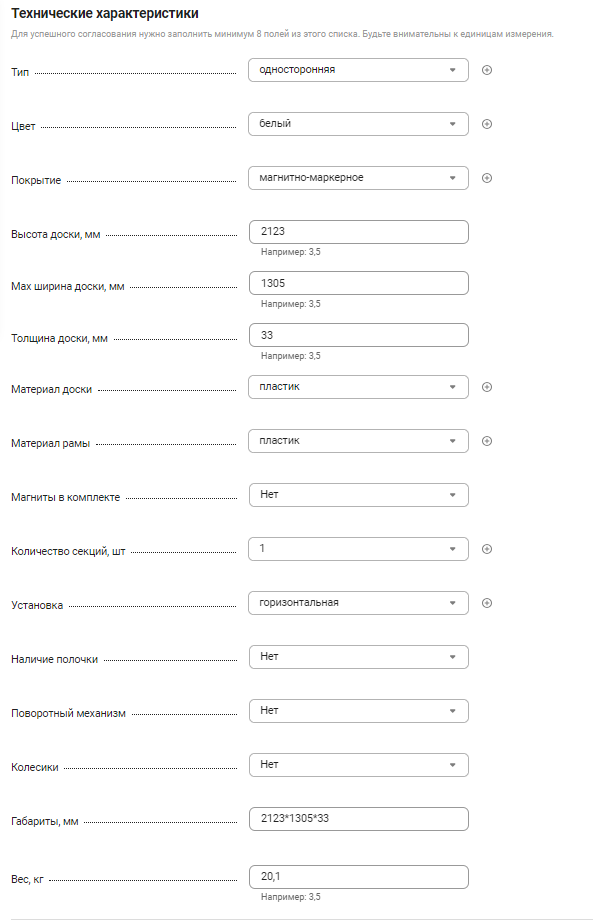 Технические характеристики
Для успешного согласования нужно заполнить минимум 8 полей из этого списка. Будьте внимательны к единицам измерения.
Тип односторонняя
Цвет белый
Покрытие магнитно-маркерное
Высота доски, мм 2123
Например: 3,5
Мах ширина доски, мм 1305
Например: 3,5
Толщина доски, мм 33
Например: 3,5
Материал доски пластик
Материал рамы пластик
Магниты в комплекте Нет
Количество секций, шт 1
Установка горизонтальная
Наличие полочки Нет
Поворотный механизм Нет
Колесики Нет
Габариты, мм 2123*1305*33
Вес, кг 20,1
Например: 3,5